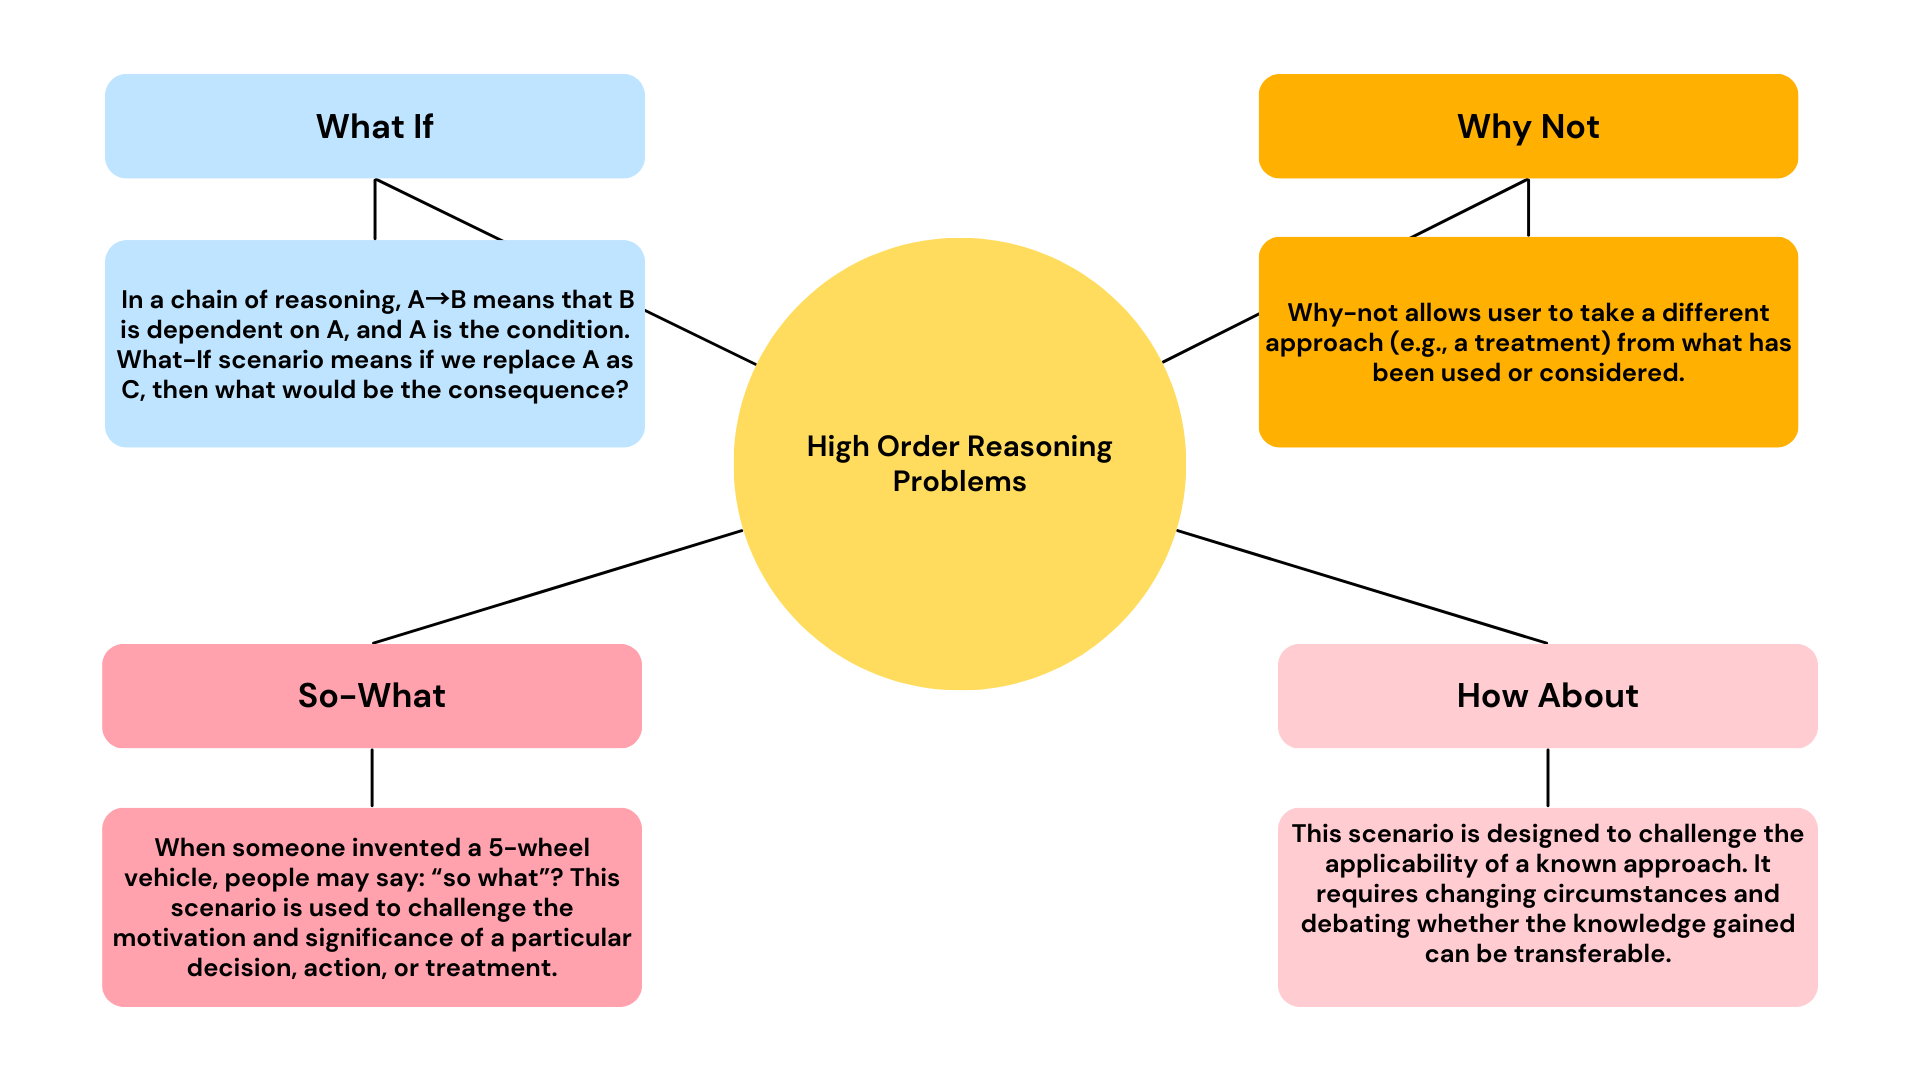 What If
In a chain of reasoning, A→B means that B
is dependent on A, and A is the condition.
What-If scenario means if we replace A as
C, then what would be the consequence?
Why Not
Why-not allows user to take a different
approach (e.g., a treatment) from what has
been used or considered.
High Order Reasoning
Problems
So-What
When someone invented a 5-wheel
vehicle, people may say: “so what”? This
scenario is used to challenge the
motivation and significance of a particular
decision, action, or treatment.
How About
This scenario is designed to challenge the
applicability of a known approach. It
requires changing circumstances and
debating whether the knowledge gained
can be transferable.